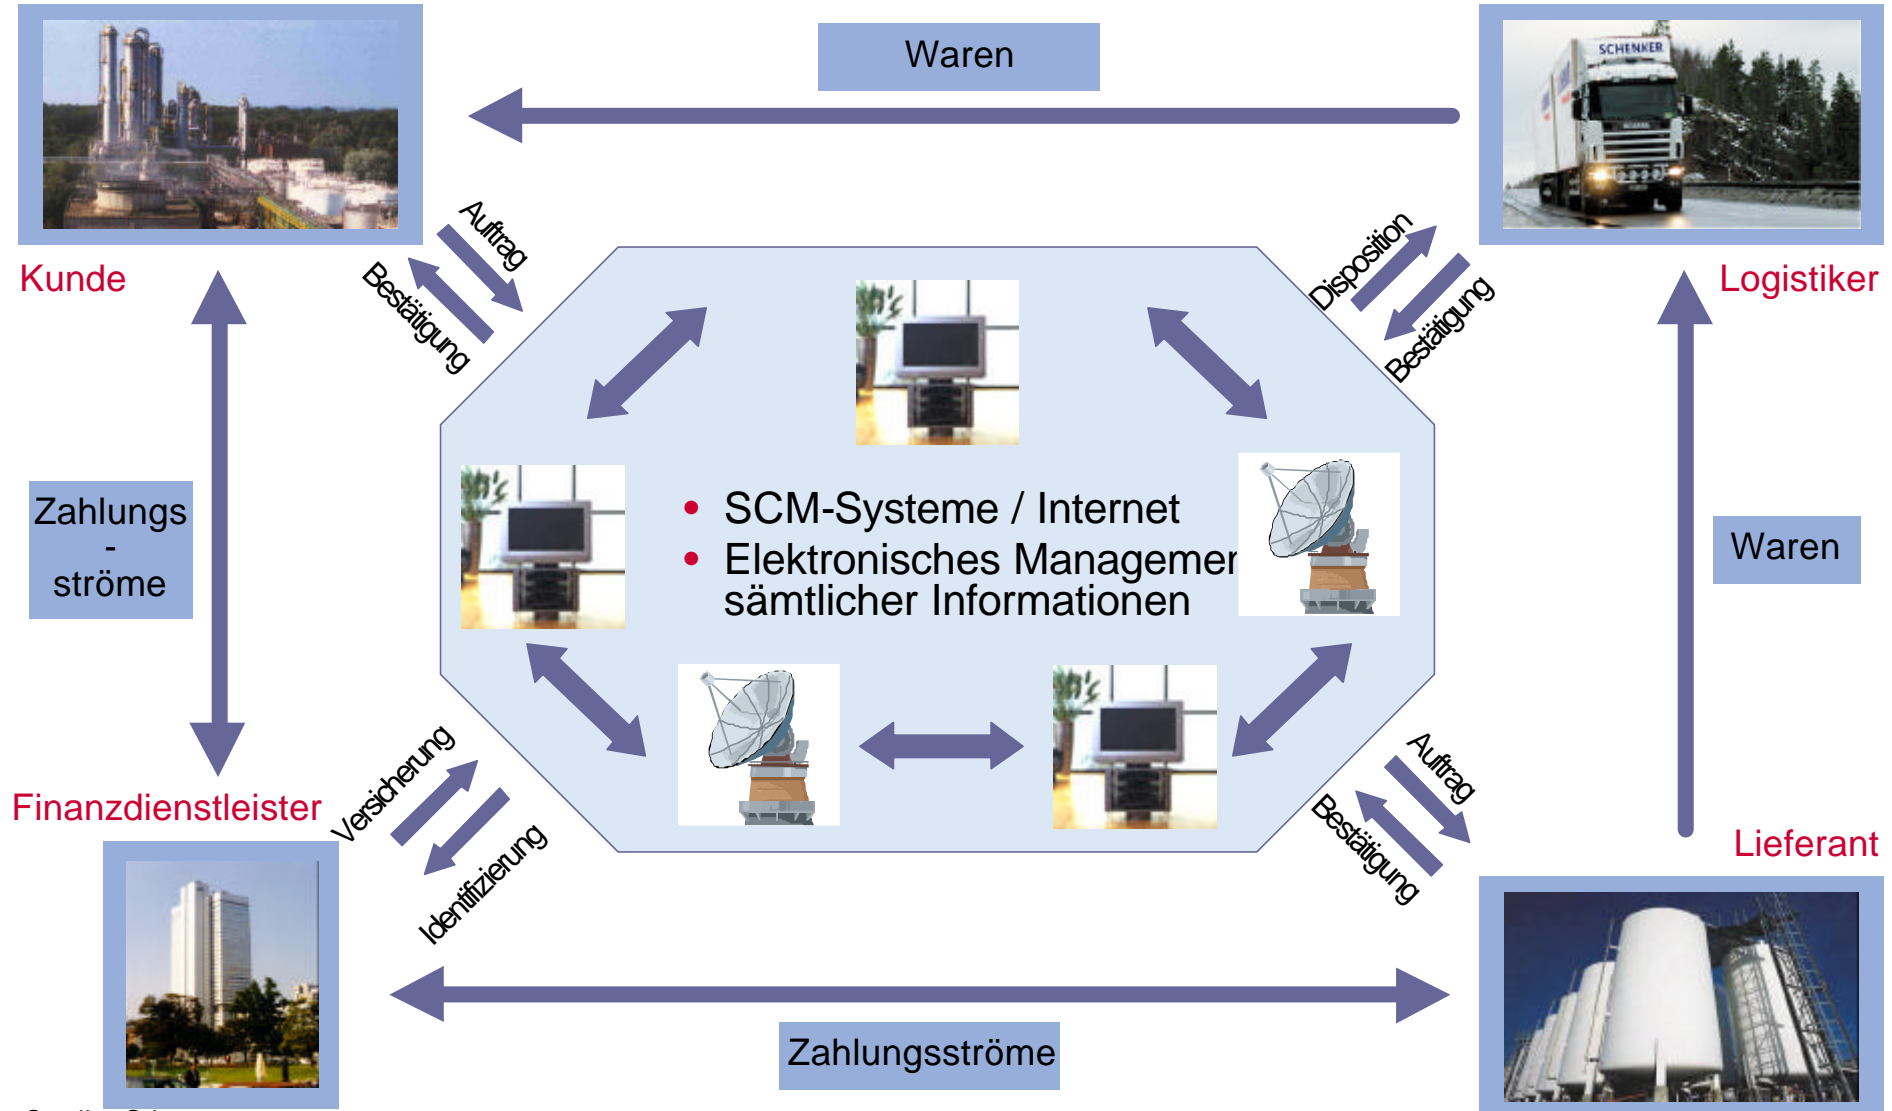 Waren
SCHENKER
Kunde
Logistiker
Auftrag
Bestätigung
Disposition
Bestätigung
Zahlungs
-
ströme
• SCM-Systeme / Internet
• Elektronisches Managemen
sämtlicher Informationen
Waren
Finanzdienstleister
Versicherung
Identifizierung
Auftrag
Bestätigung
Lieferant
Zahlungsströme